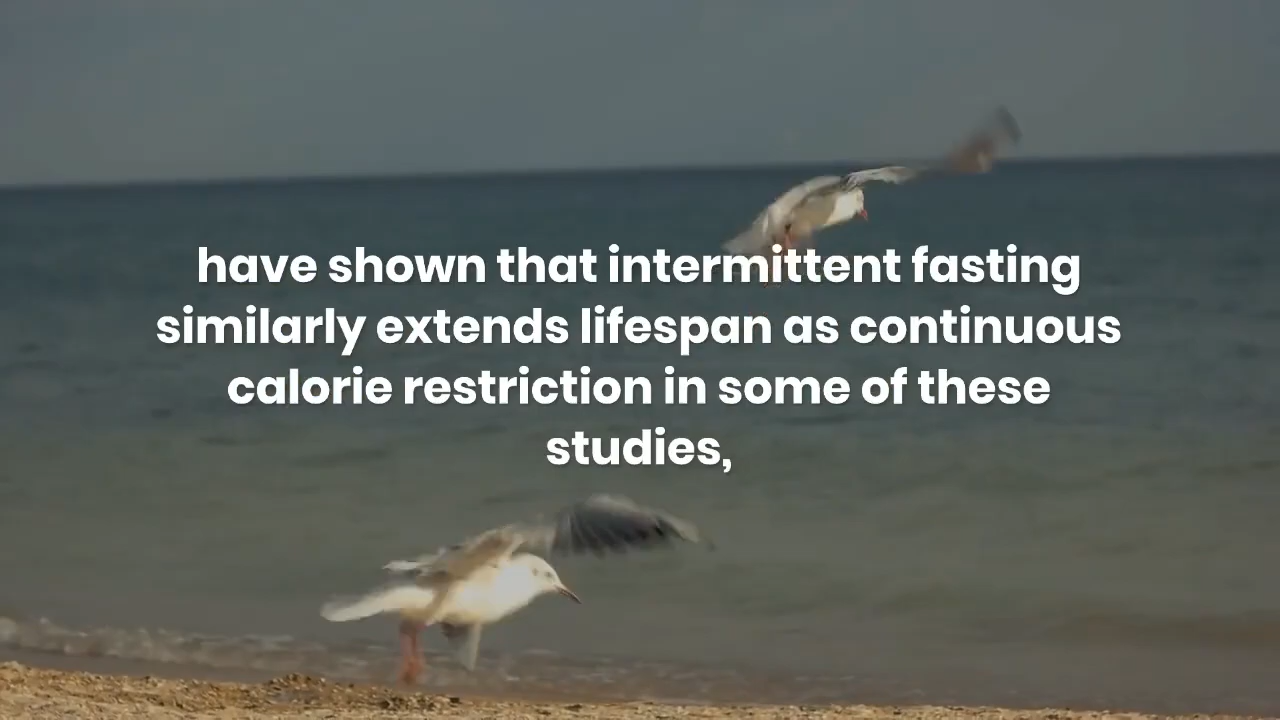 have shown that intermittent fasting
similarly extends lifespan as continuous
calorie restriction in some of these
studies,